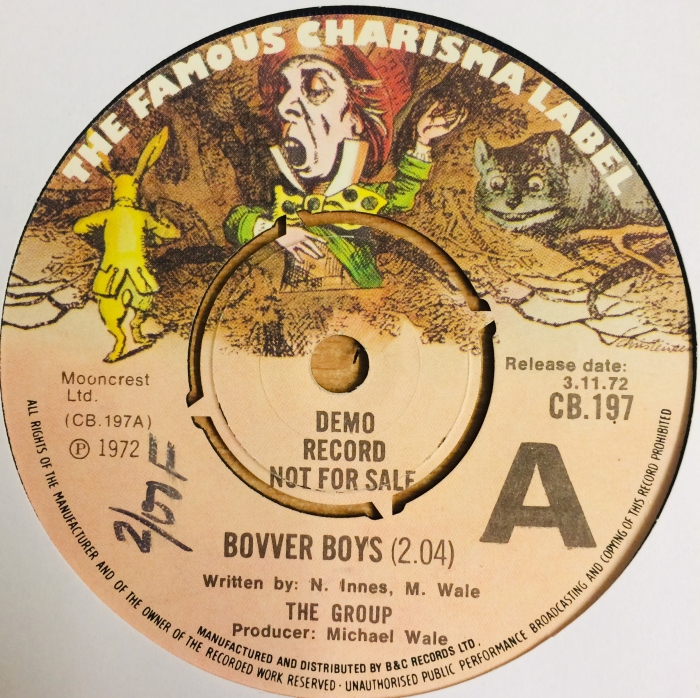 THE FAMOUS CHARISMA LABEL
Mooncrest
Ltd.
(CB.197A)
℗ 1972
Release date:
3.11.72
CB.197
A
DEMO
RECORD
NOT FOR SALE
BOVVER BOYS (2.04)
Written by: N. Innes, M. Wale
THE GROUP
Producer: Michael Wale
MANUFACTURED AND DISTRIBUTED BY B&C RECORDS LTD.
ALL RIGHTS OF THE MANUFACTURER AND OF THE OWNER OF THE RECORDED WORK RESERVED · UNAUTHORISED PUBLIC PERFORMANCE BROADCASTING AND COPYING OF THIS RECORD PROHIBITED